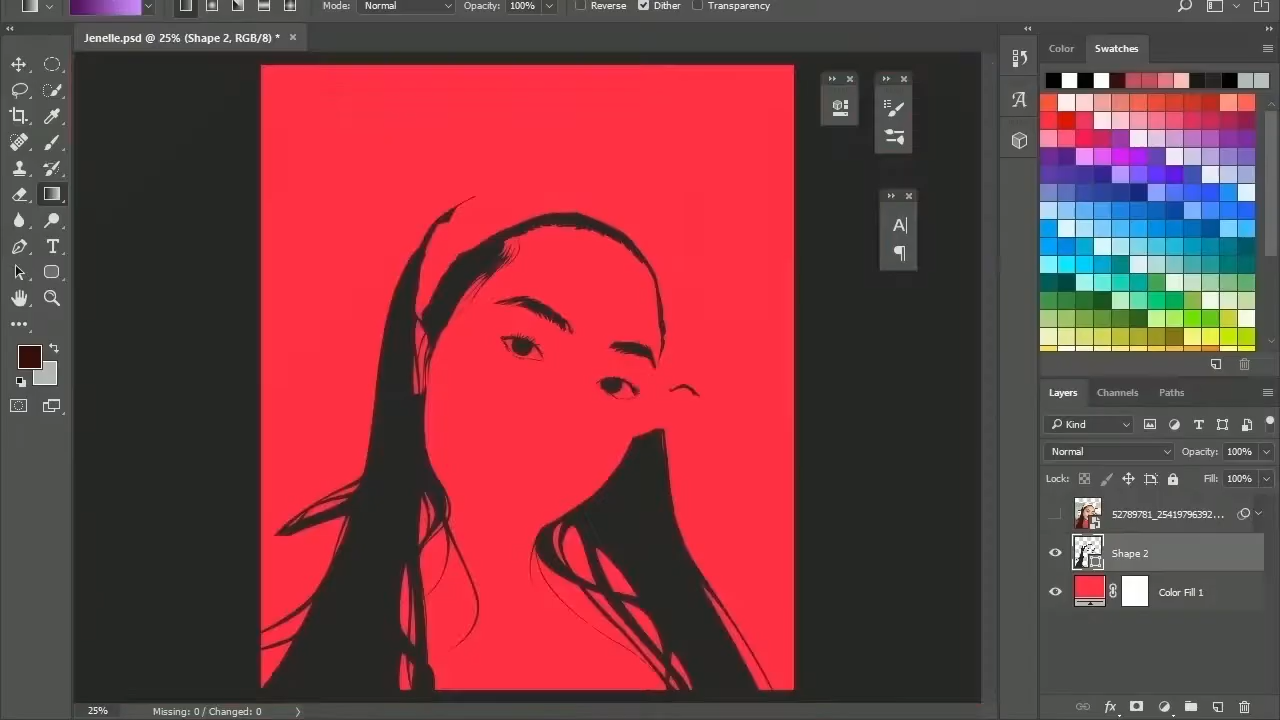 Mode: Normal Opacity: 100% Reverse Dither Transparency
Jenelle.psd @ 25% (Shape 2, RGB/8) * ×
Color Swatches
A
A
T
Layers Channels Paths
Kind
Normal Opacity: 100%
Lock: Fill: 100%
52789781_25419796392...
Shape 2
Color Fill 1
fx
25% Missing: 0 / Changed: 0